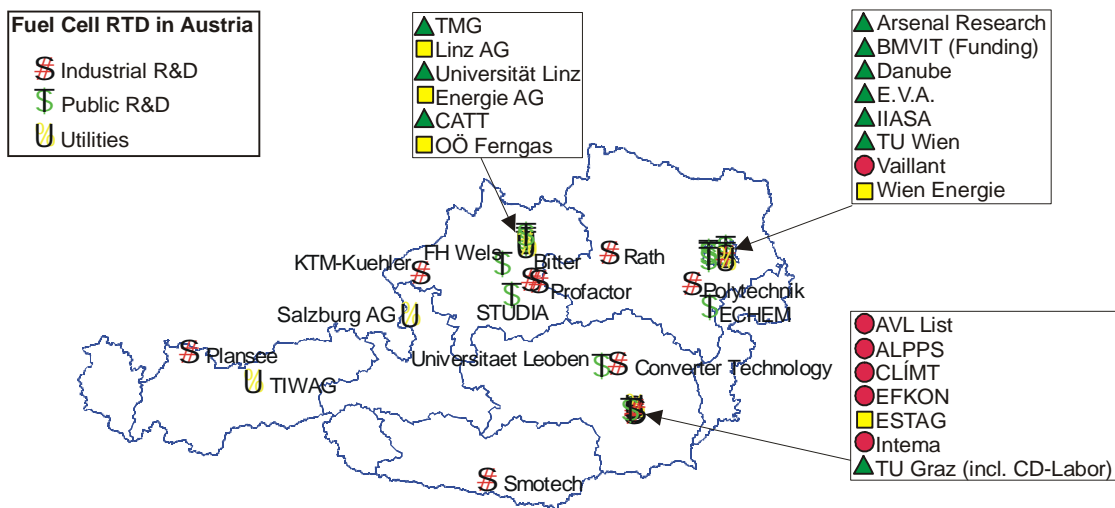 Fuel Cell RTD in Austria
Industrial R&D
Public R&D
Utilities
TMG
Linz AG
Universität Linz
Energie AG
CATT
OÖ Ferngas
Arsenal Research
BMVIT (Funding)
Danube
E.V.A.
IIASA
TU Wien
Vaillant
Wien Energie
FH Wels
Bitter
Rath
KTM-Kuehler
Profactor
Polytechnik
STUDIA
ECHEM
Salzburg AG
Plansee
TIWAG
Universitaet Leoben
Converter Technology
Smotech
AVL List
ALPPS
CLÍMT
EFKON
ESTAG
Intema
TU Graz (incl. CD-Labor)